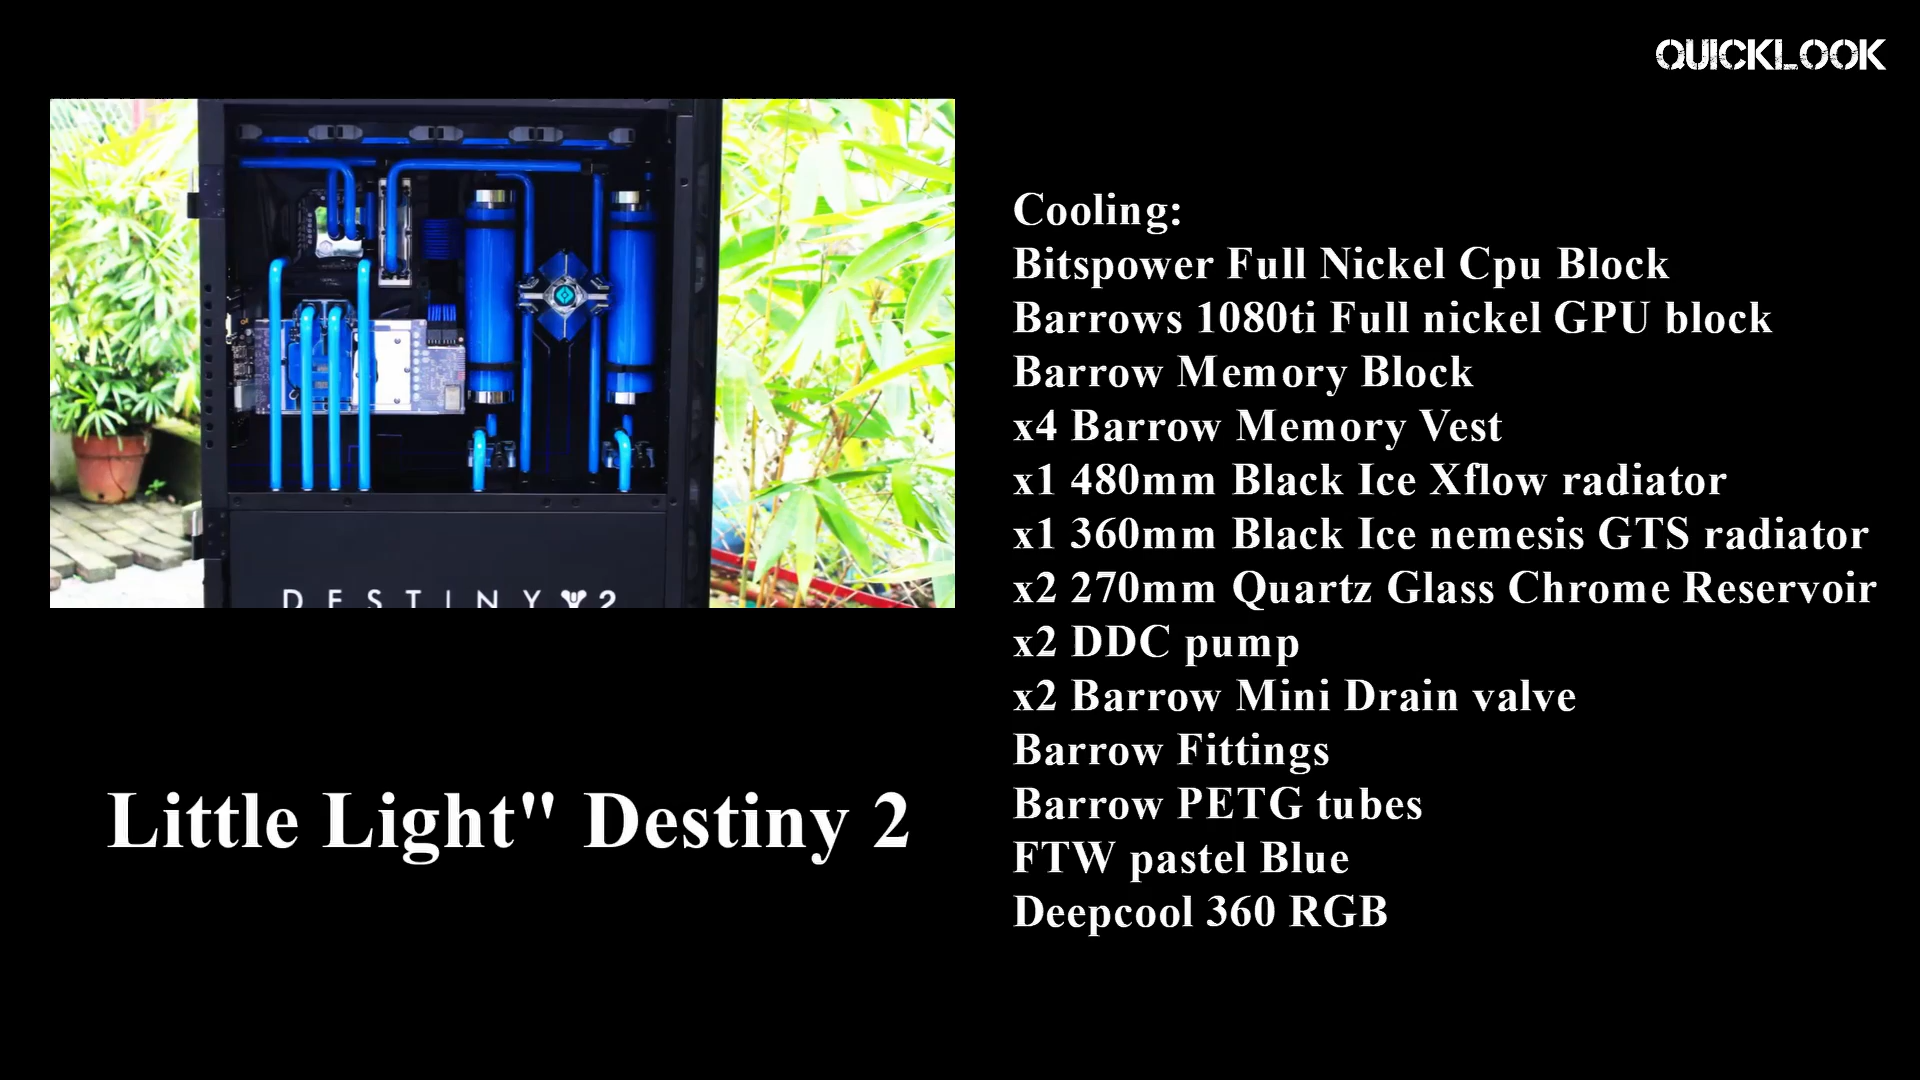 QUICKLOOK
DESTINY 2
Little Light" Destiny 2
Cooling:
Bitspower Full Nickel Cpu Block
Barrows 1080ti Full nickel GPU block
Barrow Memory Block
x4 Barrow Memory Vest
x1 480mm Black Ice Xflow radiator
x1 360mm Black Ice nemesis GTS radiator
x2 270mm Quartz Glass Chrome Reservoir
x2 DDC pump
x2 Barrow Mini Drain valve
Barrow Fittings
Barrow PETG tubes
FTW pastel Blue
Deepcool 360 RGB